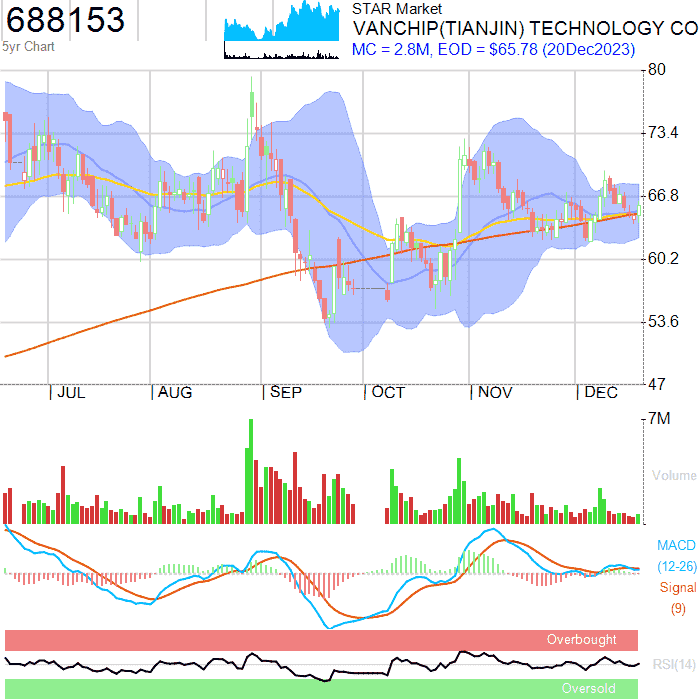 688153
5yr Chart
STAR Market
VANCHIP(TIANJIN) TECHNOLOGY CO
MC = 2.8M, EOD = $65.78 (20Dec2023)
80
73.4
66.8
60.2
53.6
47
JUL
AUG
SEP
OCT
NOV
DEC
7M
Volume
MACD
(12-26)
Signal
(9)
Overbought
RSI(14)
Oversold